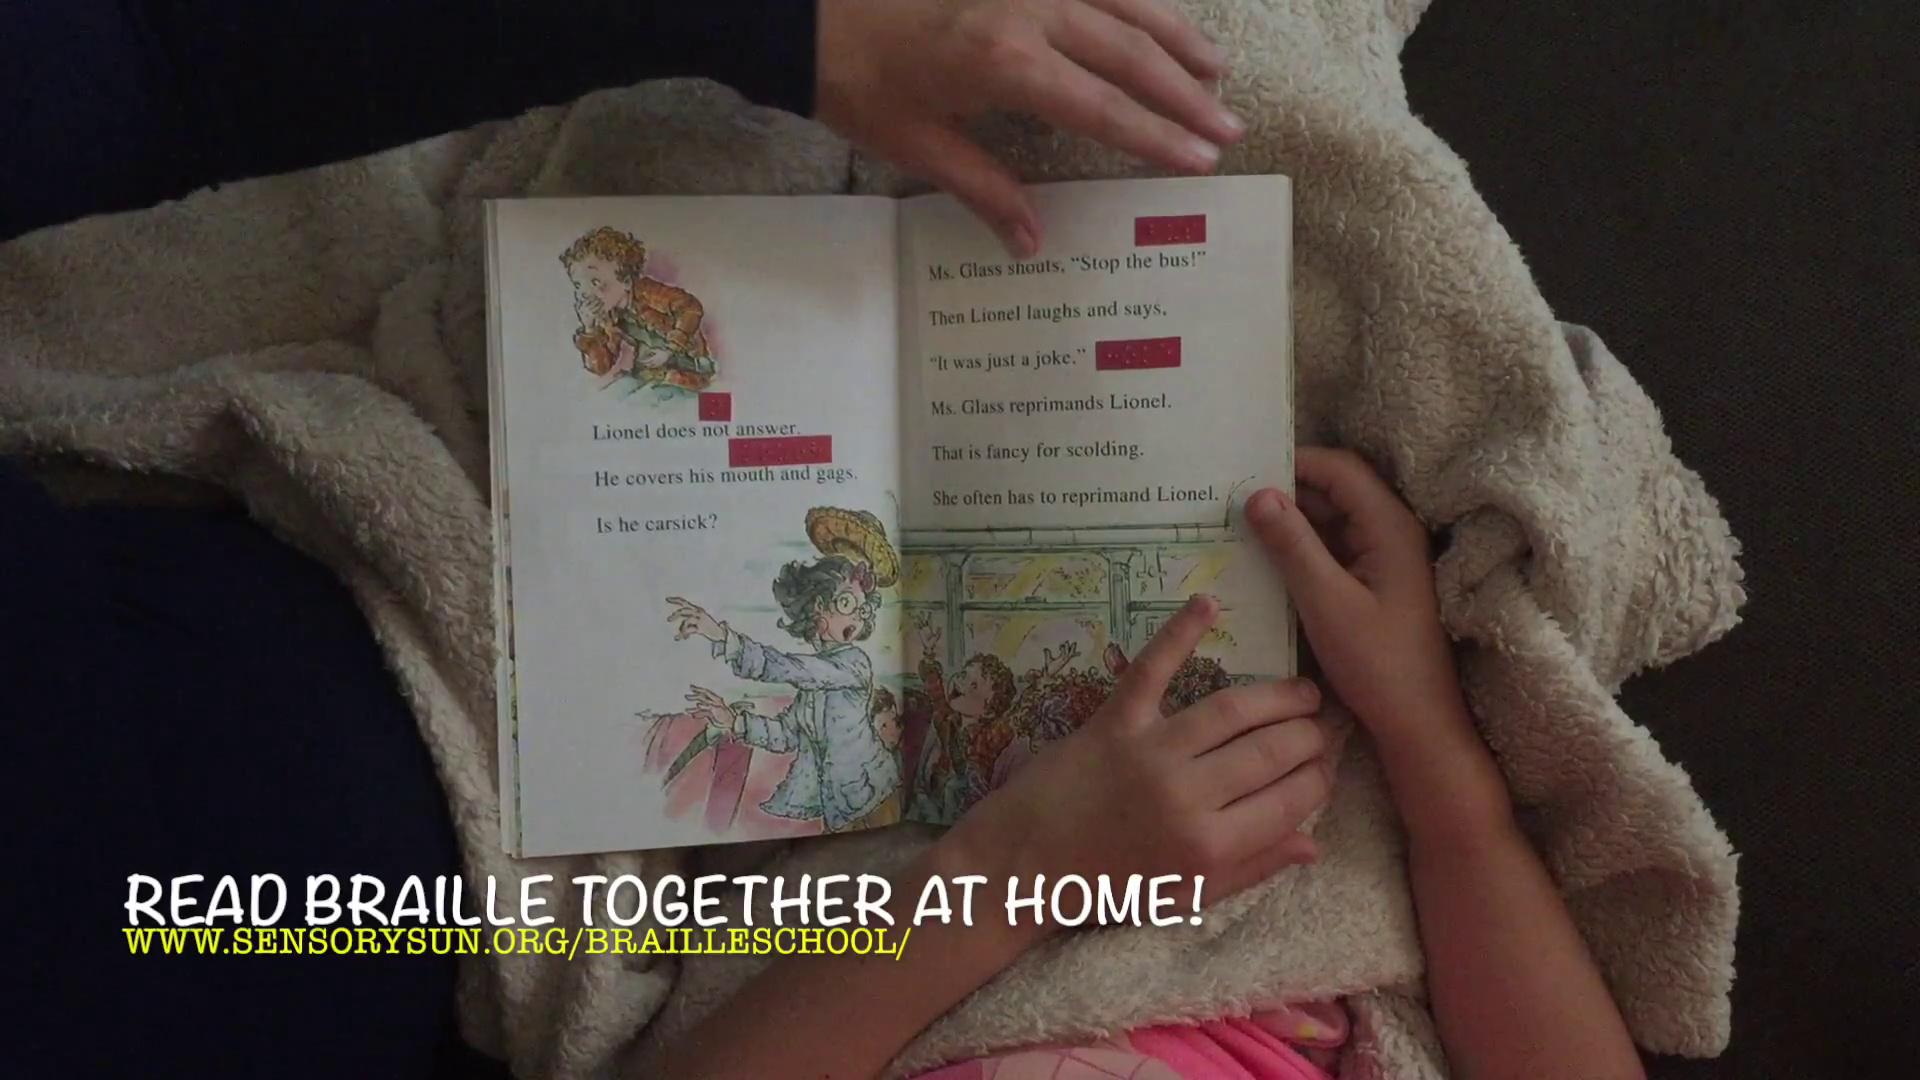 Lionel does not answer.
He covers his mouth and gags.
Is he carsick?
Ms. Glass shouts, “Stop the bus!”
Then Lionel laughs and says,
“It was just a joke.”
Ms. Glass reprimands Lionel.
That is fancy for scolding.
She often has to reprimand Lionel.
READ BRAILLE TOGETHER AT HOME!
WWW.SENSORYSUN.ORG/BRAILLESCHOOL/